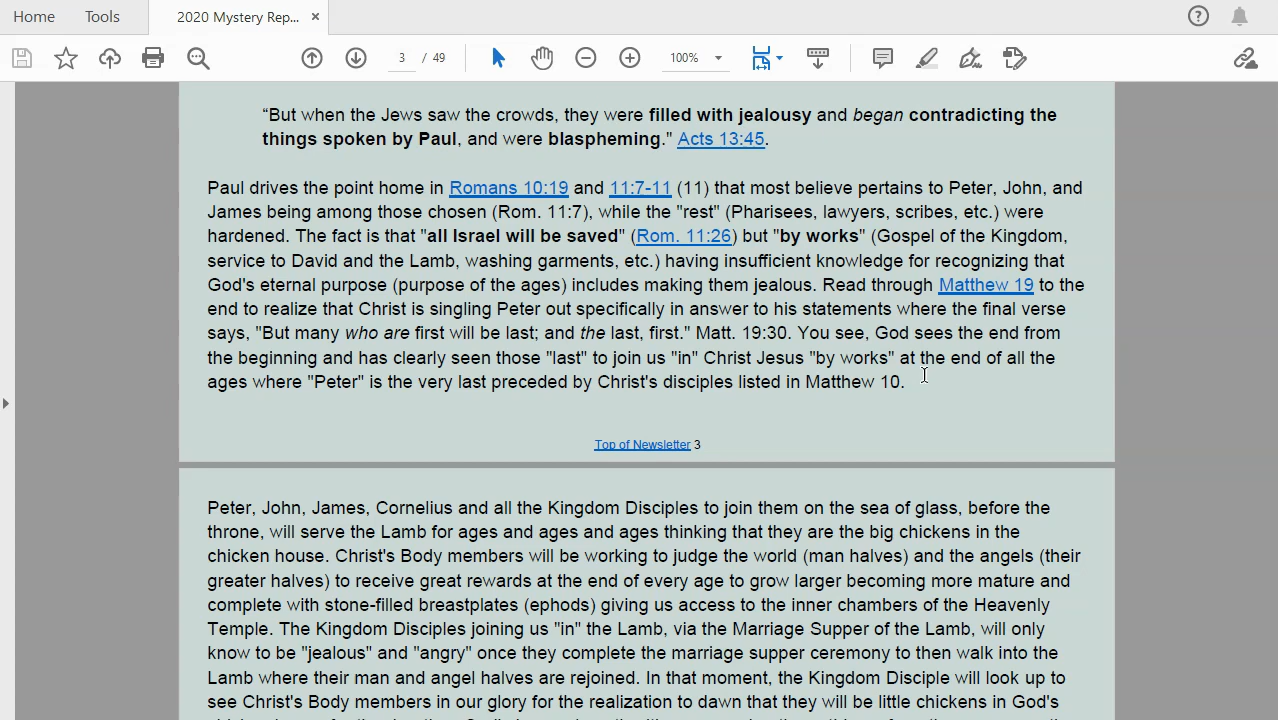 Home
Tools
2020 Mystery Rep... ×
3 / 49
100%
“But when the Jews saw the crowds, they were filled with jealousy and began contradicting the
things spoken by Paul, and were blaspheming." Acts 13:45.
Paul drives the point home in Romans 10:19 and 11:7-11 (11) that most believe pertains to Peter, John, and
James being among those chosen (Rom. 11:7), while the "rest" (Pharisees, lawyers, scribes, etc.) were
hardened. The fact is that "all Israel will be saved" (Rom. 11:26) but "by works" (Gospel of the Kingdom,
service to David and the Lamb, washing garments, etc.) having insufficient knowledge for recognizing that
God's eternal purpose (purpose of the ages) includes making them jealous. Read through Matthew 19 to the
end to realize that Christ is singling Peter out specifically in answer to his statements where the final verse
says, "But many who are first will be last; and the last, first." Matt. 19:30. You see, God sees the end from
the beginning and has clearly seen those "last" to join us "in" Christ Jesus "by works" at the end of all the
ages where "Peter" is the very last preceded by Christ's disciples listed in Matthew 10.
Top of Newsletter 3
Peter, John, James, Cornelius and all the Kingdom Disciples to join them on the sea of glass, before the
throne, will serve the Lamb for ages and ages and ages thinking that they are the big chickens in the
chicken house. Christ's Body members will be working to judge the world (man halves) and the angels (their
greater halves) to receive great rewards at the end of every age to grow larger becoming more mature and
complete with stone-filled breastplates (ephods) giving us access to the inner chambers of the Heavenly
Temple. The Kingdom Disciples joining us "in" the Lamb, via the Marriage Supper of the Lamb, will only
know to be "jealous" and "angry" once they complete the marriage supper ceremony to then walk into the
Lamb where their man and angel halves are rejoined. In that moment, the Kingdom Disciple will look up to
see Christ's Body members in our glory for the realization to dawn that they will be little chickens in God's